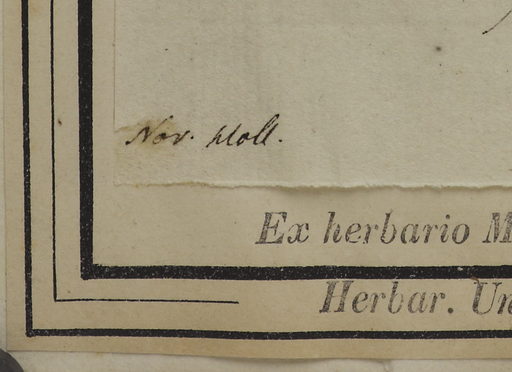 Nov. Holl.
Ex herbario M
Herbar. Un